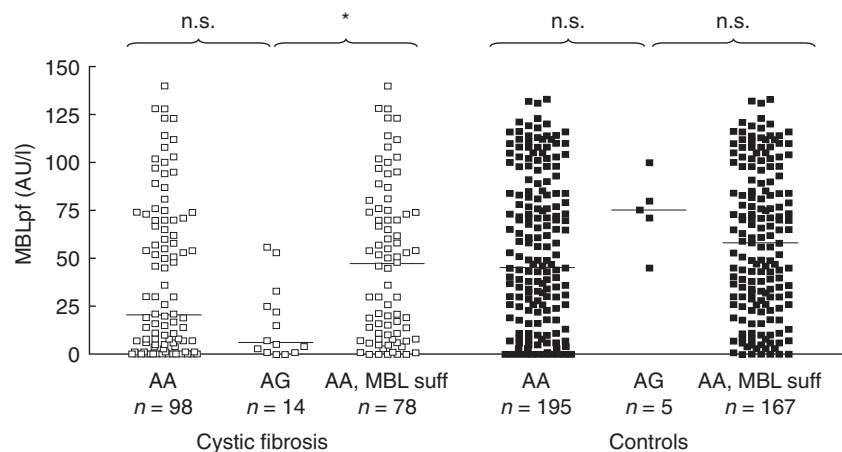 n.s. * n.s. n.s.
MBLpf (AU/l)
150
125
100
75
50
25
0
AA AG AA, MBL suff AA AG AA, MBL suff
n = 98 n = 14 n = 78 n = 195 n = 5 n = 167
Cystic fibrosis Controls